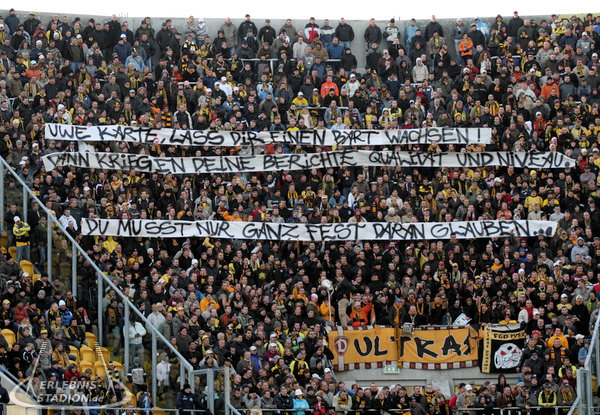 UWE KARTE, LASS DIR EINEN BART WACHSEN!
DANN KRIEGEN DEINE BERICHTE QUALITÄT UND NIVEAU
DU MUSST NUR GANZ FEST DARAN GLAUBEN...
ULTRAS
ERLEBNIS
STADION.de